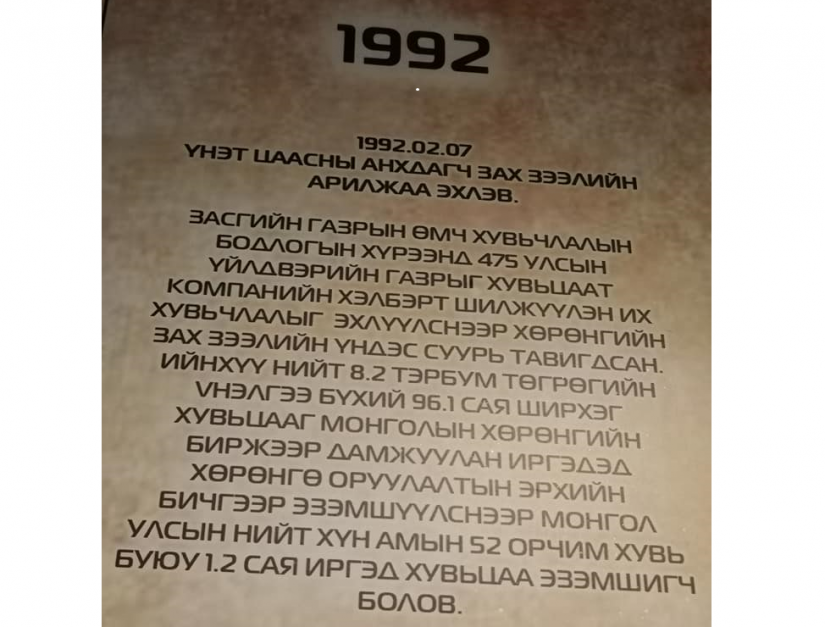 1992
1992.02.07
ҮНЭТ ЦААСНЫ АНХДАГЧ ЗАХ ЗЭЭЛИЙН
АРИЛЖАА ЭХЛЭВ.
ЗАСГИЙН ГАЗРЫН ӨМЧ ХУВЬЧЛАЛЫН
БОДЛОГЫН ХҮРЭЭНД 475 УЛСЫН
ҮЙЛДВЭРИЙН ГАЗРЫГ ХУВЬЦААТ
КОМПАНИЙН ХЭЛБЭРТ ШИЛЖҮҮЛЭН ИХ
ХУВЬЧЛАЛЫГ ЭХЛҮҮЛСНЭЭР ХӨРӨНГИЙН
ЗАХ ЗЭЭЛИЙН ҮНДЭС СУУРЬ ТАВИГДСАН.
ИЙНХҮҮ НИЙТ 8.2 ТЭРБУМ ТӨГРӨГИЙН
VНЭЛГЭЭ БҮХИЙ 96.1 САЯ ШИРХЭГ
ХУВЬЦААГ МОНГОЛЫН ХӨРӨНГИЙН
БИРЖЭЭР ДАМЖУУЛАН ИРГЭДЭД
ХӨРӨНГӨ ОРУУЛАЛТЫН ЭРХИЙН
БИЧГЭЭР ЭЗЭМШҮҮЛСНЭЭР МОНГОЛ
УЛСЫН НИЙТ ХҮН АМЫН 52 ОРЧИМ ХУВЬ
БУЮУ 1.2 САЯ ИРГЭД ХУВЬЦАА ЭЗЭМШИГЧ
БОЛОВ.